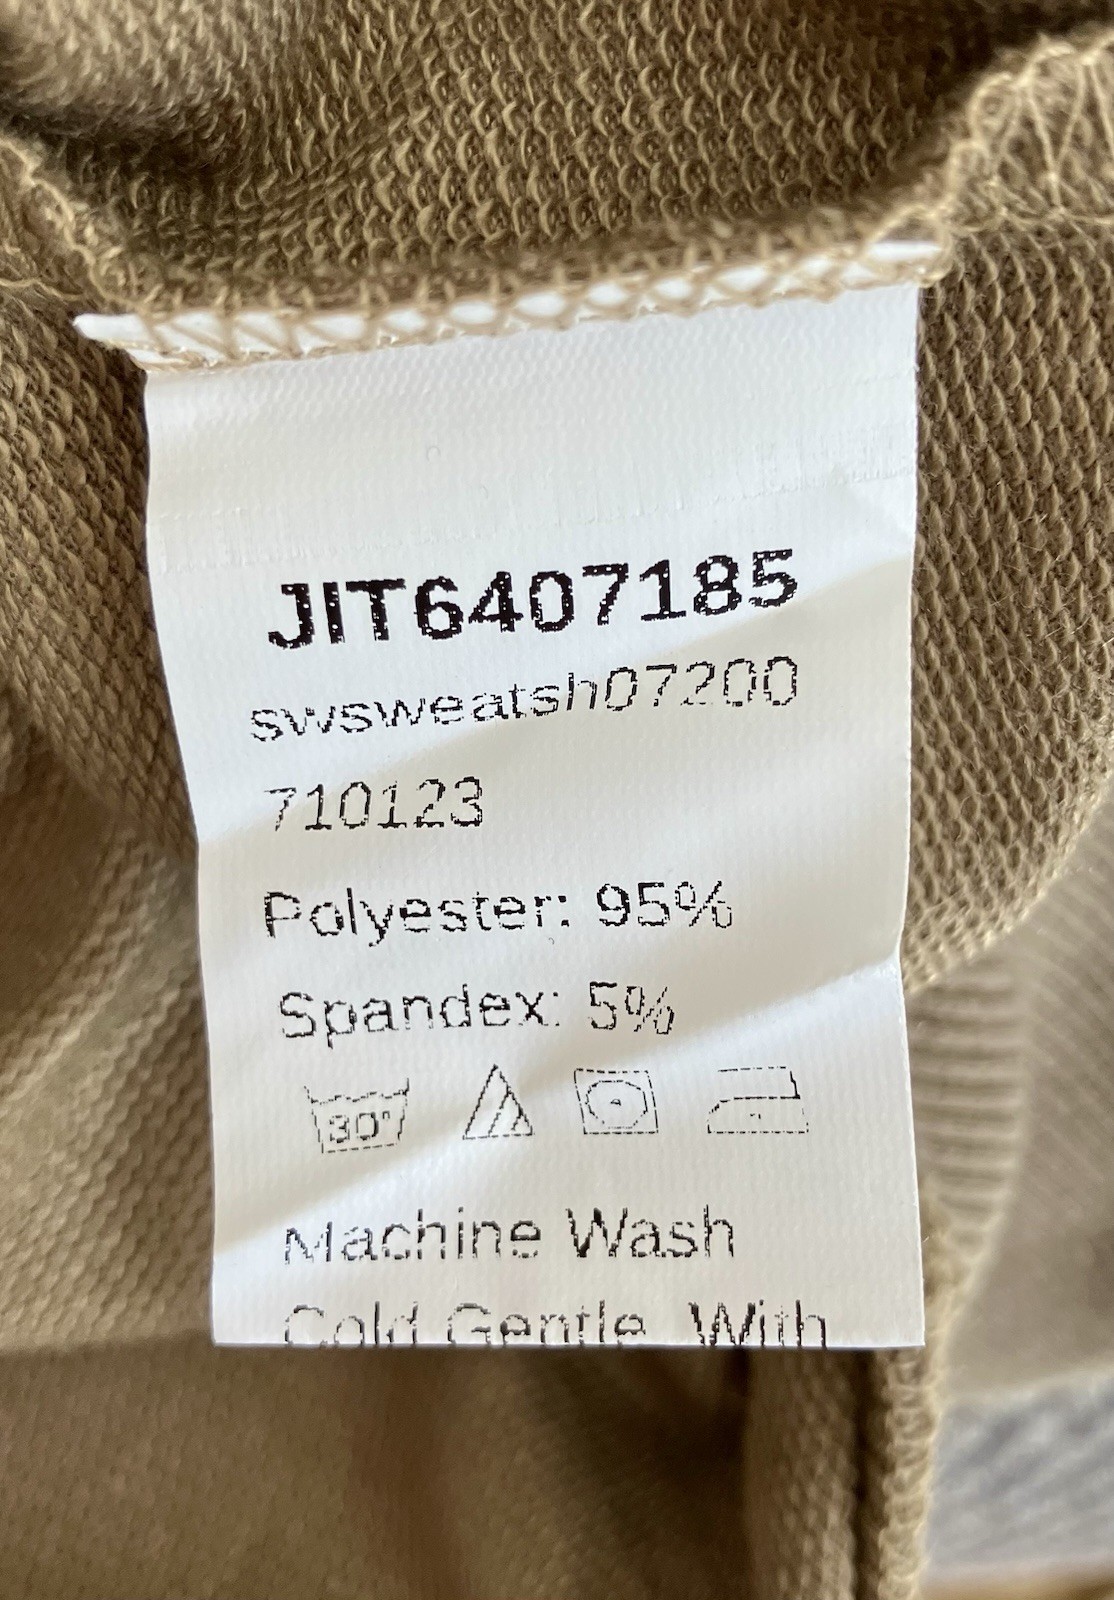 JIT6407185
swsweatsh07200
710123
Polyester: 95%
Spandex: 5%
30°
Machine Wash
Cold Gentle, With